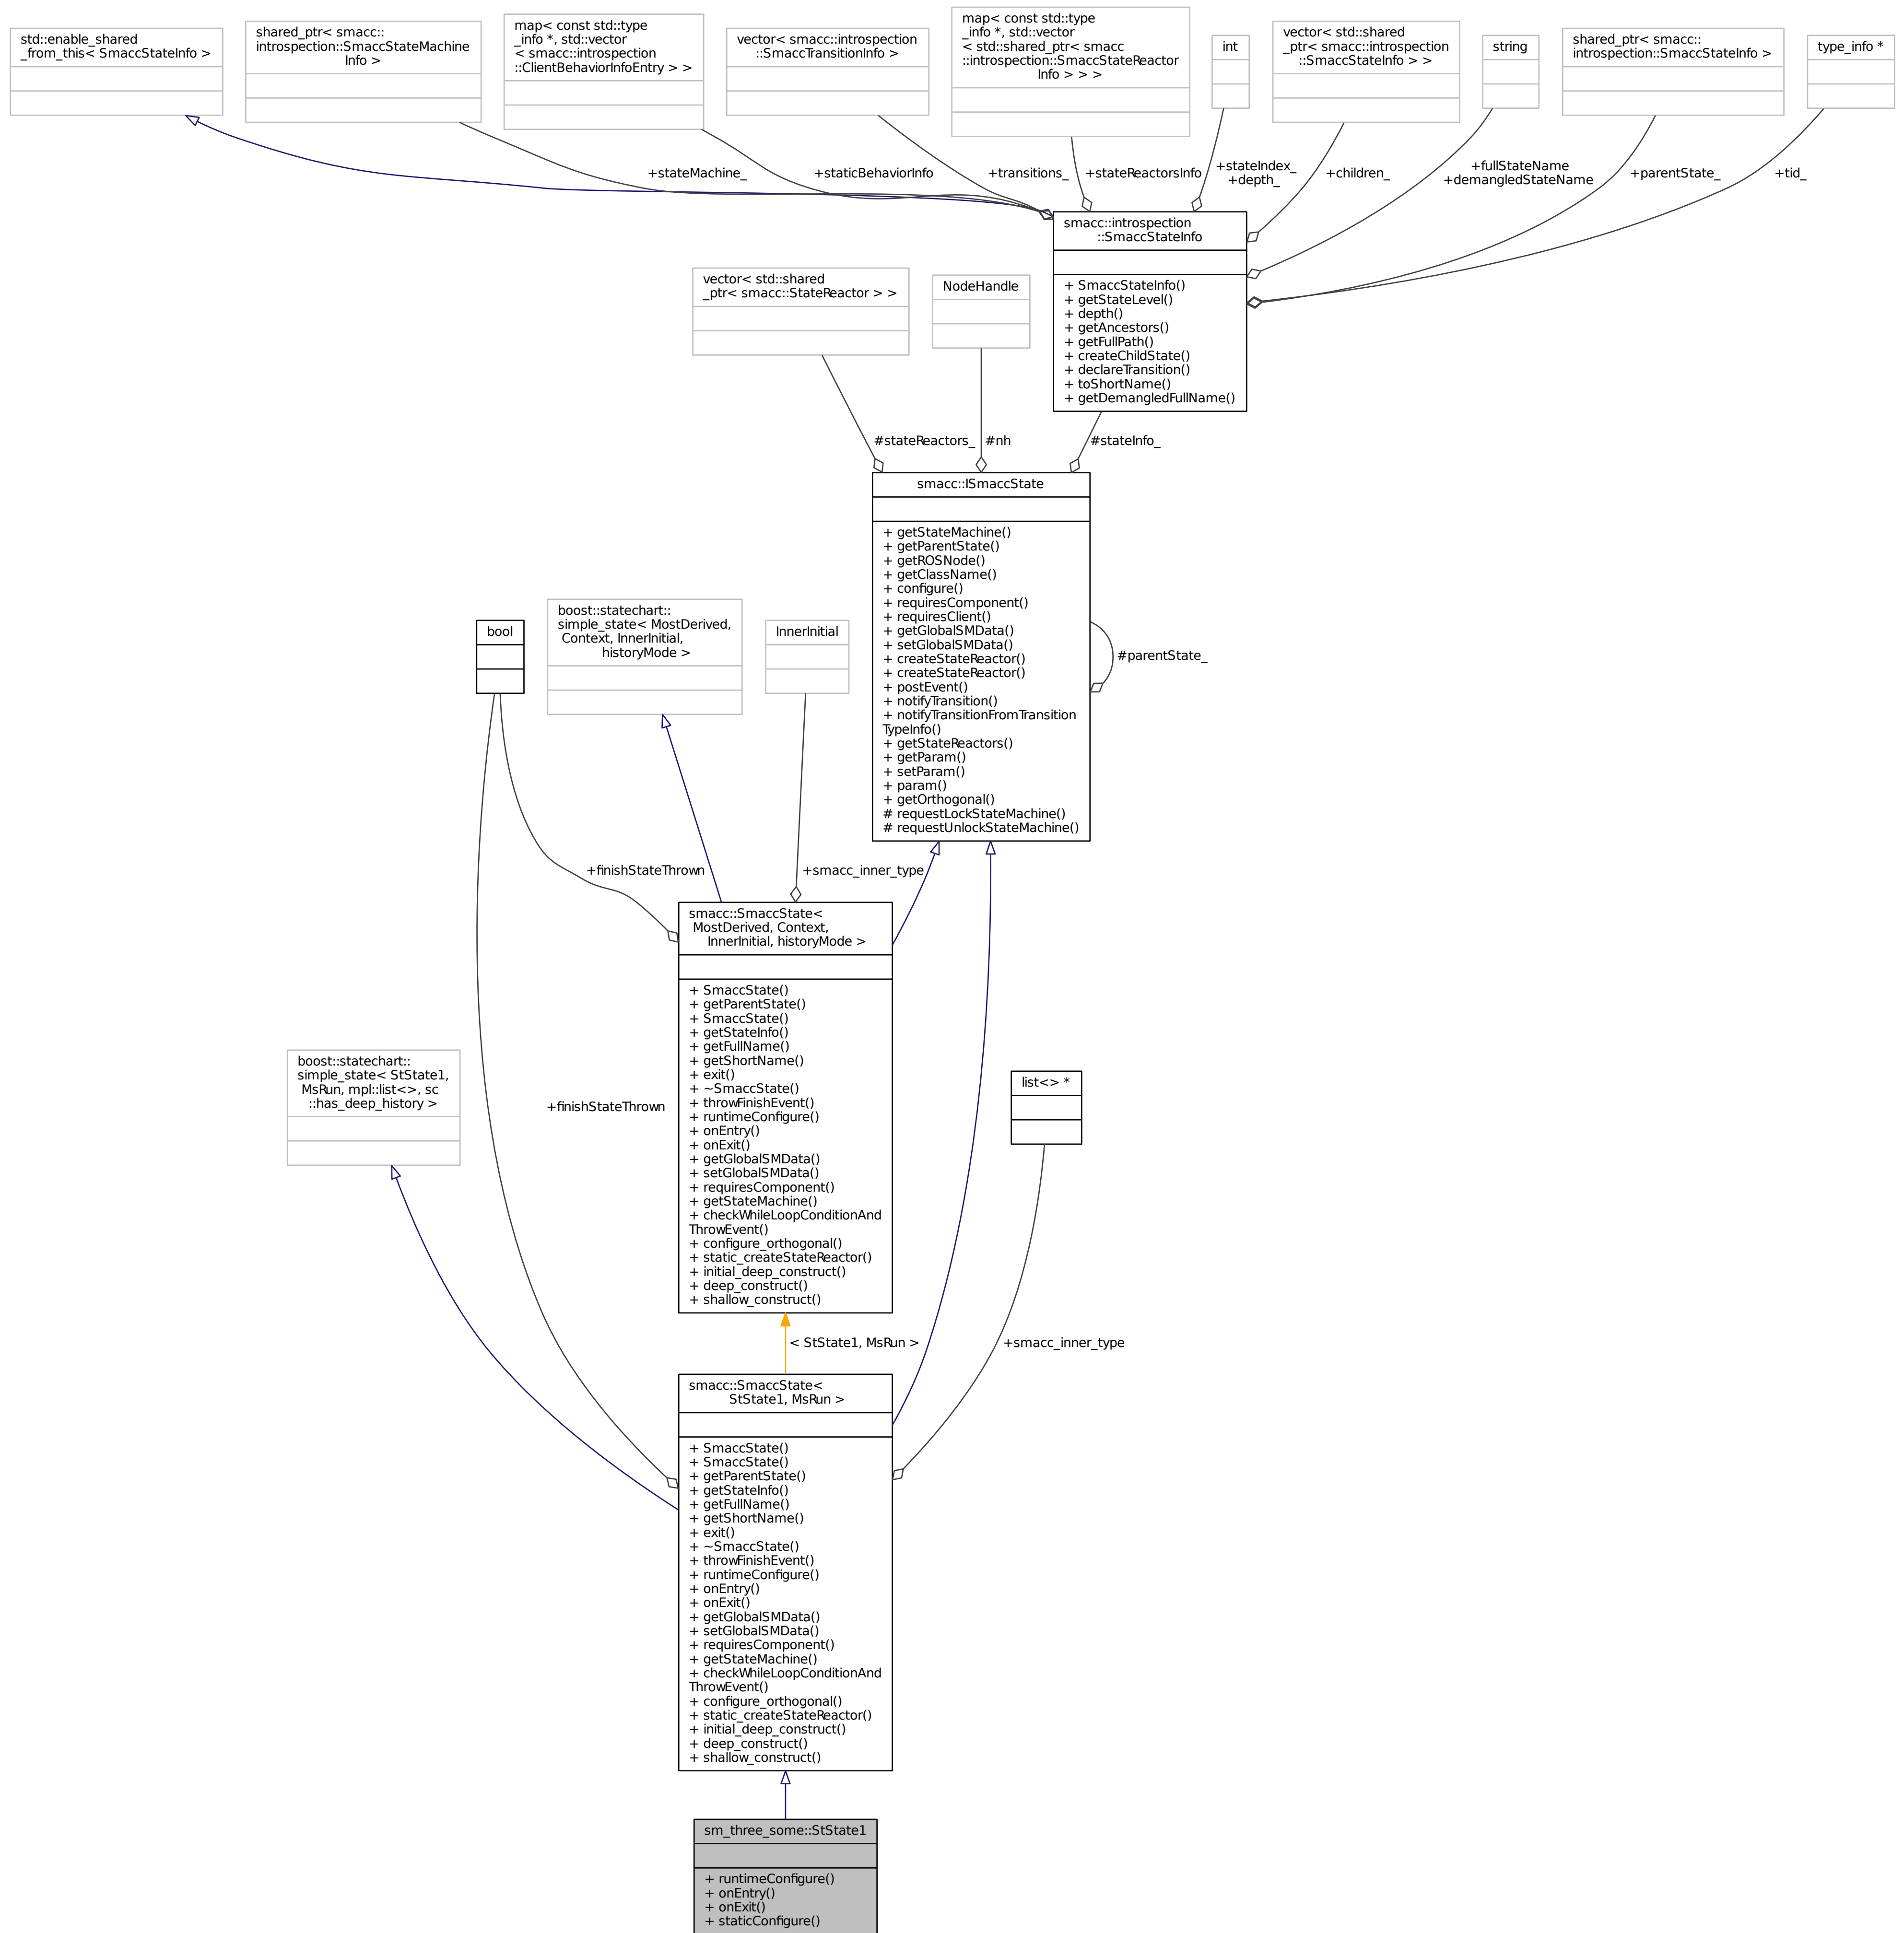 std::enable_shared
_from_this< SmaccStateInfo >
shared_ptr< smacc::
introspection::SmaccStateMachine
Info >
map< const std::type
_info *, std::vector
< smacc::introspection
::ClientBehaviorInfoEntry > >
vector< smacc::introspection
::SmaccTransitionInfo >
map< const std::type
_info *, std::vector
< std::shared_ptr< smacc
::introspection::SmaccStateReactor
Info > > >
int
vector< std::shared
_ptr< smacc::introspection
::SmaccStateInfo > >
string
shared_ptr< smacc::
introspection::SmaccStateInfo >
type_info *
+stateMachine_
+staticBehaviorInfo
+transitions_
+stateReactorsInfo
+stateIndex_
+depth_
+children_
+fullStateName
+demangledStateName
+parentState_
+tid_
smacc::introspection
::SmaccStateInfo
+ SmaccStateInfo()
+ getStateLevel()
+ depth()
+ getAncestors()
+ getFullPath()
+ createChildState()
+ declareTransition()
+ toShortName()
+ getDemangledFullName()
vector< std::shared
_ptr< smacc::StateReactor > >
NodeHandle
#stateReactors_
#nh
#stateInfo_
smacc::ISmaccState
+ getStateMachine()
+ getParentState()
+ getROSNode()
+ getClassName()
+ configure()
+ requiresComponent()
+ requiresClient()
+ getGlobalSMData()
+ setGlobalSMData()
+ createStateReactor()
+ createStateReactor()
+ postEvent()
+ notifyTransition()
+ notifyTransitionFromTransition
TypeInfo()
+ getStateReactors()
+ getParam()
+ setParam()
+ param()
+ getOrthogonal()
# requestLockStateMachine()
# requestUnlockStateMachine()
#parentState_
bool
boost::statechart::
simple_state< MostDerived,
Context, InnerInitial,
historyMode >
InnerInitial
+finishStateThrown
+smacc_inner_type
smacc::SmaccState<
MostDerived, Context,
InnerInitial, historyMode >
+ SmaccState()
+ getParentState()
+ SmaccState()
+ getStateInfo()
+ getFullName()
+ getShortName()
+ exit()
+ ~SmaccState()
+ throwFinishEvent()
+ runtimeConfigure()
+ onEntry()
+ onExit()
+ getGlobalSMData()
+ setGlobalSMData()
+ requiresComponent()
+ getStateMachine()
+ checkWhileLoopConditionAnd
ThrowEvent()
+ configure_orthogonal()
+ static_createStateReactor()
+ initial_deep_construct()
+ deep_construct()
+ shallow_construct()
boost::statechart::
simple_state< StState1,
MsRun, mpl::list<>, sc
::has_deep_history >
+finishStateThrown
list<> *
< StState1, MsRun >
+smacc_inner_type
smacc::SmaccState<
StState1, MsRun >
+ SmaccState()
+ SmaccState()
+ getParentState()
+ getStateInfo()
+ getFullName()
+ getShortName()
+ exit()
+ ~SmaccState()
+ throwFinishEvent()
+ runtimeConfigure()
+ onEntry()
+ onExit()
+ getGlobalSMData()
+ setGlobalSMData()
+ requiresComponent()
+ getStateMachine()
+ checkWhileLoopConditionAnd
ThrowEvent()
+ configure_orthogonal()
+ static_createStateReactor()
+ initial_deep_construct()
+ deep_construct()
+ shallow_construct()
sm_three_some::StState1
+ runtimeConfigure()
+ onEntry()
+ onExit()
+ staticConfigure()